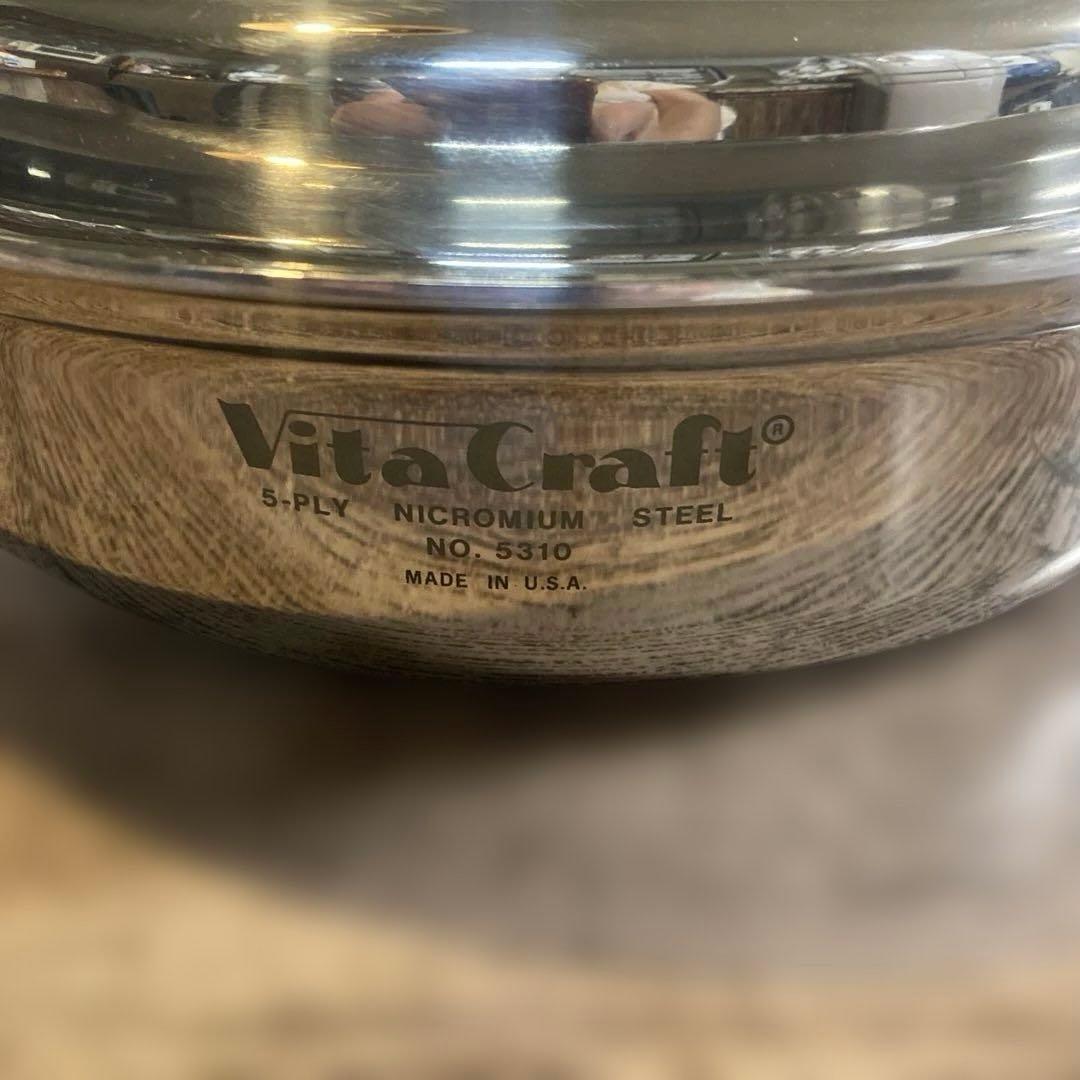 VitaCraft®
5-PLY NICROMIUM STEEL
NO. 5310
MADE IN U.S.A.